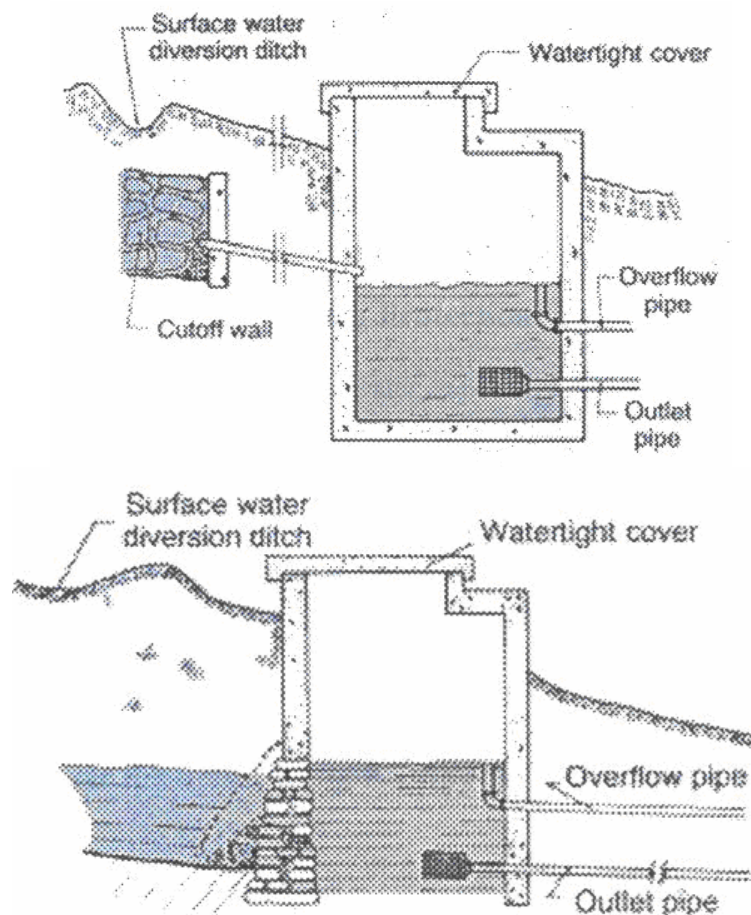 Surface water
diversion ditch
Watertight cover
Cutoff wall
Overflow
pipe
Outlet
pipe
Surface water
diversion ditch
Watertight cover
Overflow pipe
Outlet pipe